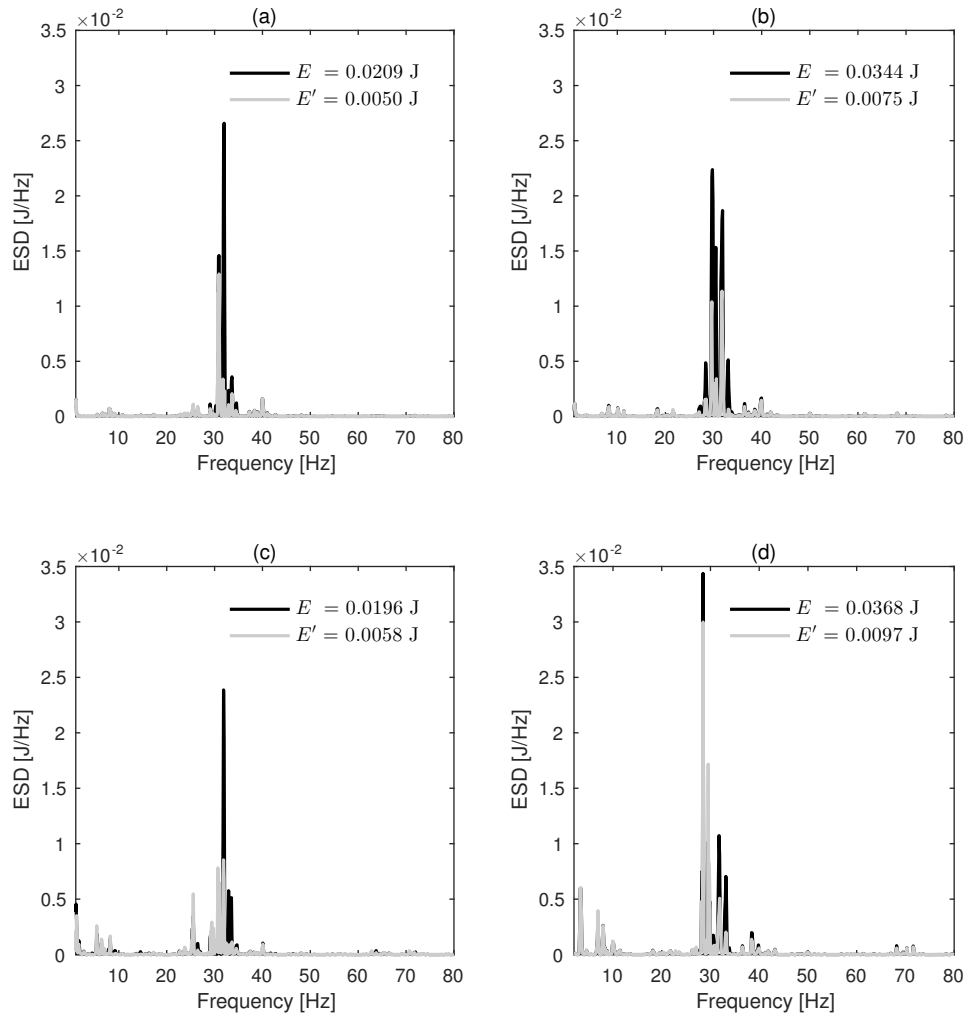 (a)
×10-2
3.5
3
2.5
2
1.5
1
0.5
0
ESD [J/Hz]
E = 0.0209 J
E′ = 0.0050 J
10 20 30 40 50 60 70 80
Frequency [Hz]
(b)
×10-2
3.5
3
2.5
2
1.5
1
0.5
0
ESD [J/Hz]
E = 0.0344 J
E′ = 0.0075 J
10 20 30 40 50 60 70 80
Frequency [Hz]
(c)
×10-2
3.5
3
2.5
2
1.5
1
0.5
0
ESD [J/Hz]
E = 0.0196 J
E′ = 0.0058 J
10 20 30 40 50 60 70 80
Frequency [Hz]
(d)
×10-2
3.5
3
2.5
2
1.5
1
0.5
0
ESD [J/Hz]
E = 0.0368 J
E′ = 0.0097 J
10 20 30 40 50 60 70 80
Frequency [Hz]